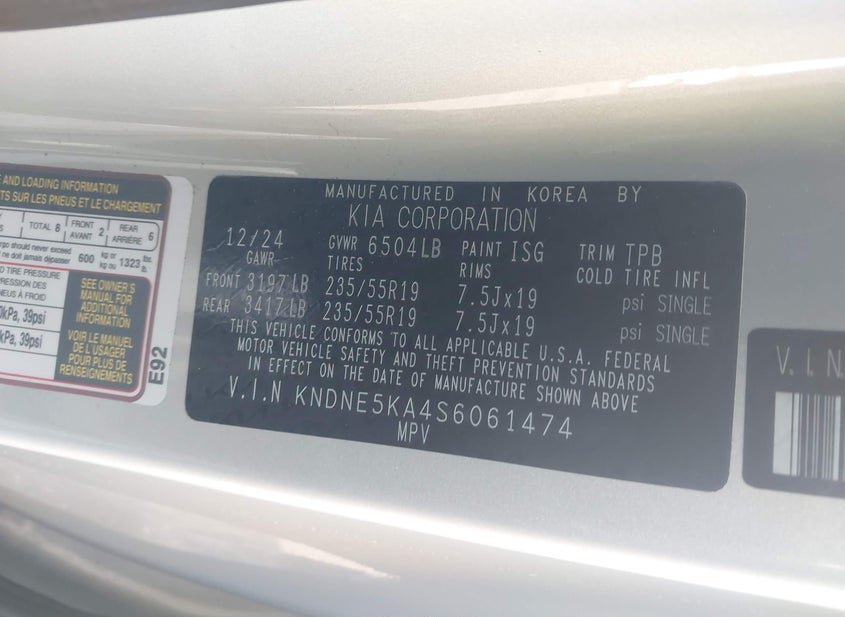 AND LOADING INFORMATION
SUR LES PNEUS ET LE CHARGEMENT
TOTAL 8 FRONT AVANT 2 REAR ARRIÈRE 6
should never exceed
ne doit jamais dépasser 600 kg or kg ou 1323 lbs. lb.
TIRE PRESSURE
DES
À FROID
kPa, 39psi
kPa, 39psi
SEE OWNER'S
MANUAL FOR
ADDITIONAL
INFORMATION
VOIR LE MANUEL
DE L'USAGER
POUR PLUS DE
RENSEIGNEMENTS
E92
MANUFACTURED IN KOREA BY
KIA CORPORATION
12/24 GVWR 6504LB PAINT ISG TRIM TPB
GAWR TIRES RIMS COLD TIRE INFL
FRONT 3197LB 235/55R19 7.5Jx19 psi SINGLE
REAR 3417LB 235/55R19 7.5Jx19 psi SINGLE
THIS VEHICLE CONFORMS TO ALL APPLICABLE U.S.A. FEDERAL
MOTOR VEHICLE SAFETY AND THEFT PREVENTION STANDARDS
IN EFFECT ON THE DATE OF MANUFACTURE SHOWN ABOVE
V.I.N KNDNE5KA4S6061474
MPV
V.I.N